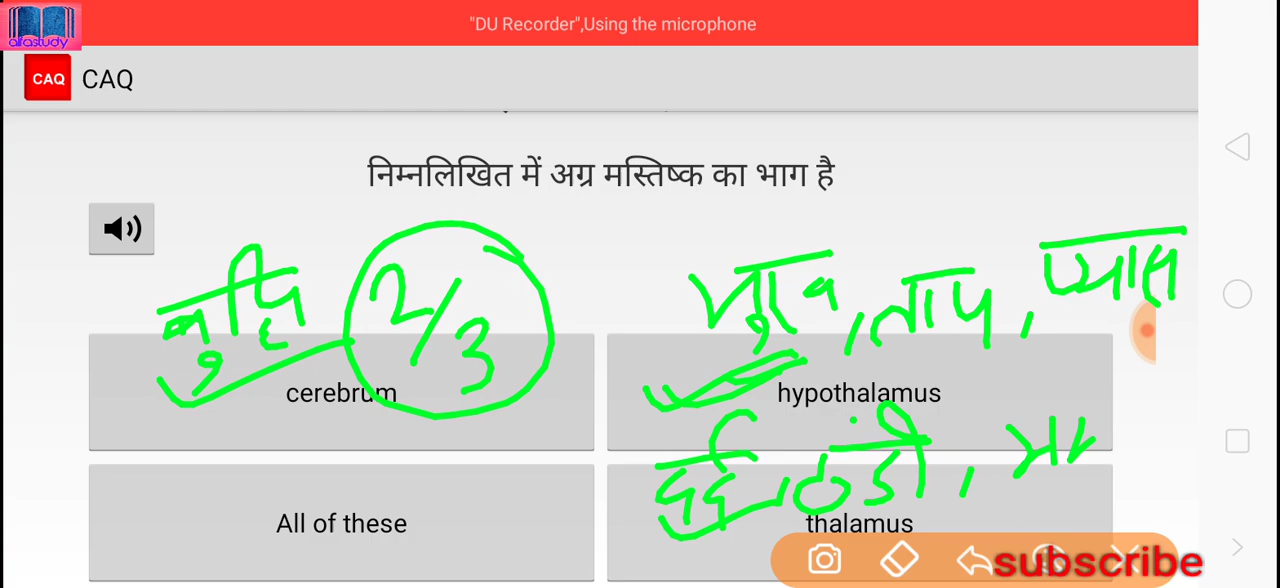 alfastudy
"DU Recorder",Using the microphone
CAQ CAQ
निम्नलिखित में अग्र मस्तिष्क का भाग है
2/3
ताप, प्यास
cerebrum
hypothalamus
दर्द, ठंडी,
All of these
thalamus
subscribe